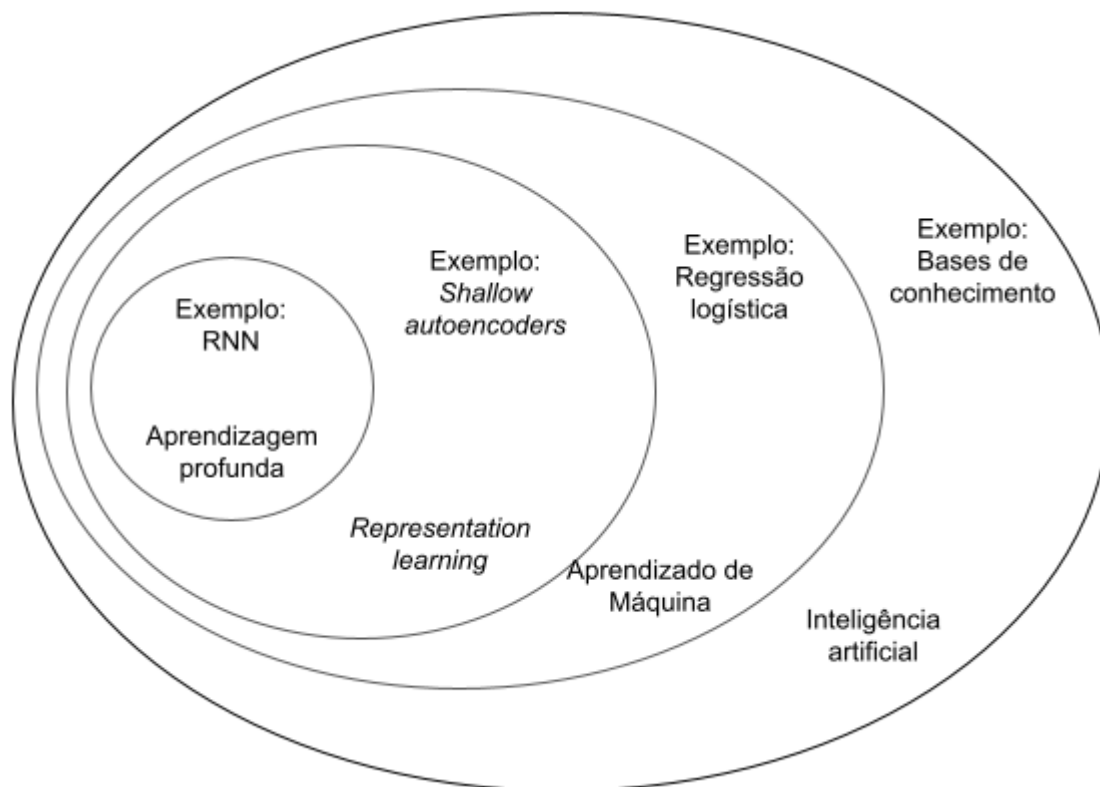 Exemplo:
RNN
Aprendizagem
profunda
Exemplo:
Shallow
autoencoders
Representation
learning
Exemplo:
Regressão
logística
Aprendizado de
Máquina
Exemplo:
Bases de
conhecimento
Inteligência
artificial